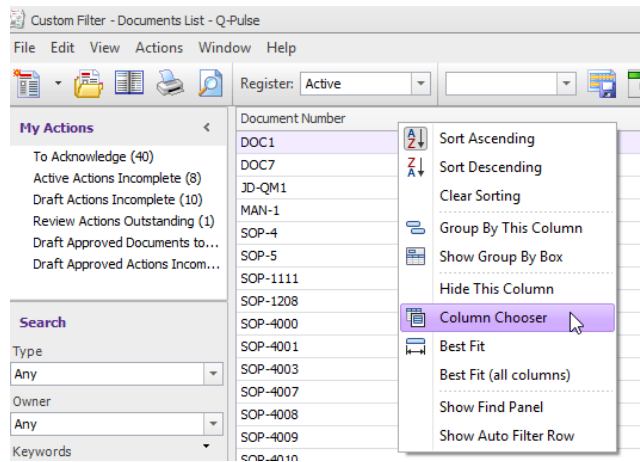 Custom Filter - Documents List - Q-Pulse
File Edit View Actions Window Help
Register: Active
My Actions
To Acknowledge (40)
Active Actions Incomplete (8)
Draft Actions Incomplete (10)
Review Actions Outstanding (1)
Draft Approved Documents to...
Draft Approved Actions Incom...
Search
Type
Any
Owner
Any
Keywords
Document Number
DOC1
DOC7
JD-QM1
MAN-1
SOP-4
SOP-5
SOP-1111
SOP-1208
SOP-4000
SOP-4001
SOP-4003
SOP-4007
SOP-4008
SOP-4009
SOP-4010
Sort Ascending
Sort Descending
Clear Sorting
Group By This Column
Show Group By Box
Hide This Column
Column Chooser
Best Fit
Best Fit (all columns)
Show Find Panel
Show Auto Filter Row